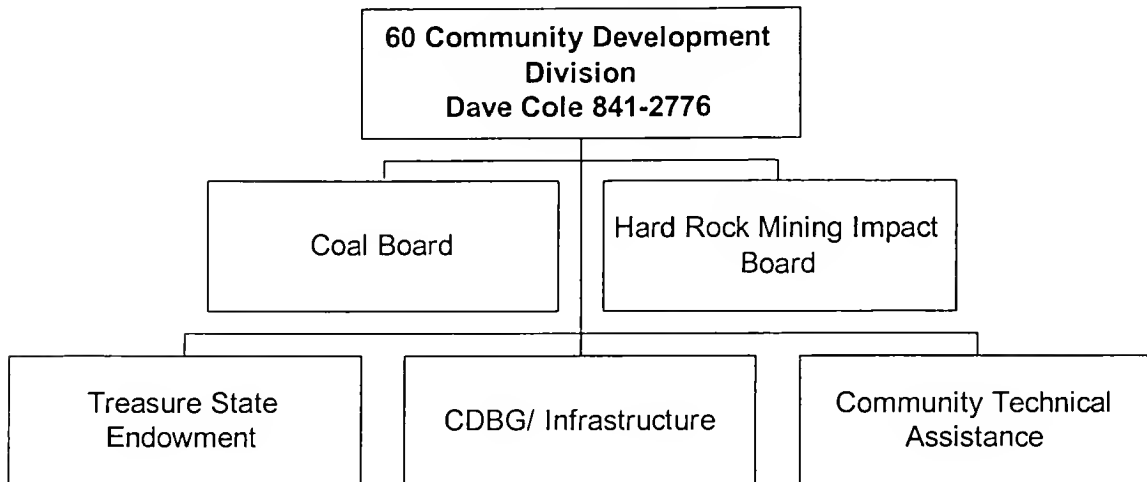 60 Community Development
Division
Dave Cole 841-2776
Coal Board
Hard Rock Mining Impact
Board
Treasure State
Endowment
CDBG/ Infrastructure
Community Technical
Assistance